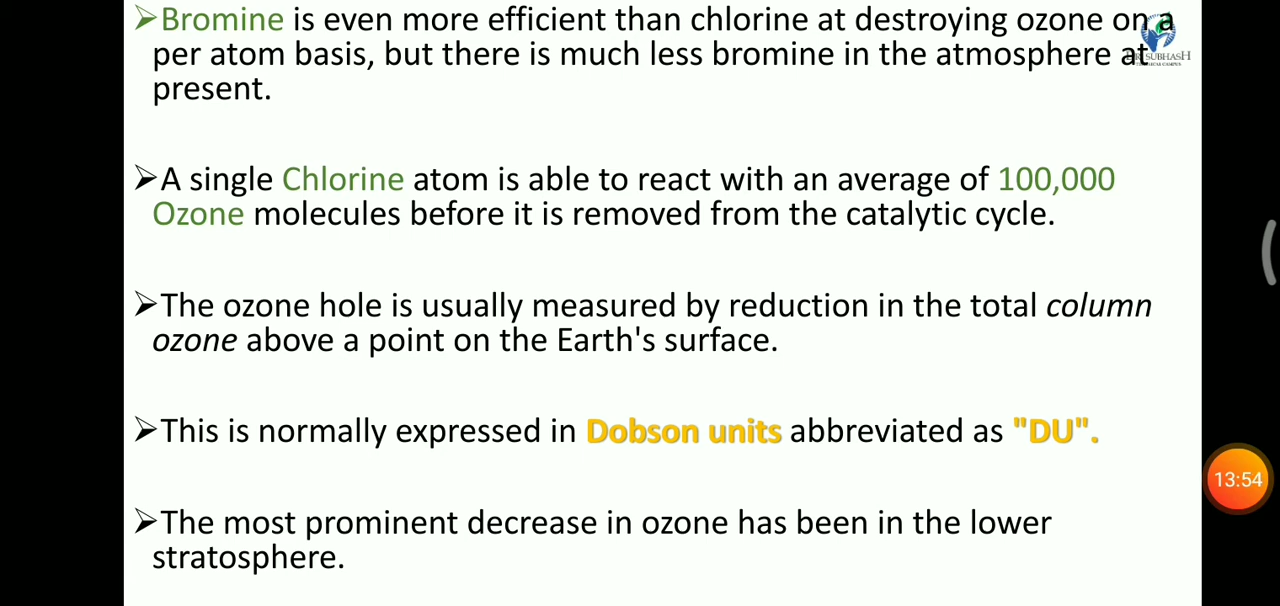 ➢Bromine is even more efficient than chlorine at destroying ozone on a
per atom basis, but there is much less bromine in the atmosphere at
present.
➢A single Chlorine atom is able to react with an average of 100,000
Ozone molecules before it is removed from the catalytic cycle.
➢The ozone hole is usually measured by reduction in the total column
ozone above a point on the Earth's surface.
➢This is normally expressed in Dobson units abbreviated as "DU".
➢The most prominent decrease in ozone has been in the lower
stratosphere.
SUBHASH
13:54